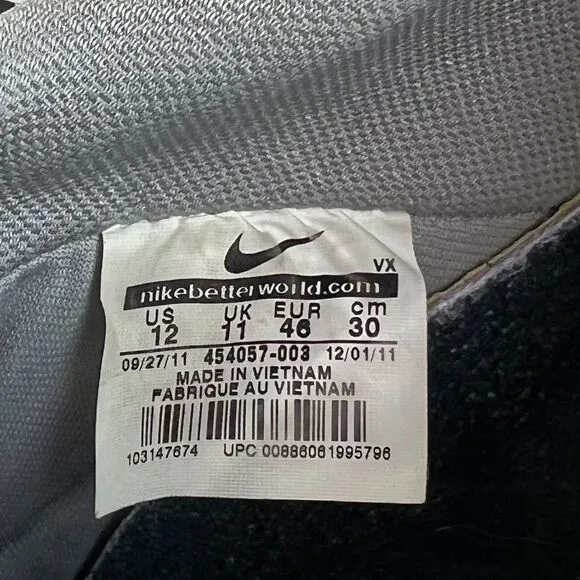 VX
nikebetterworld.com
US UK EUR cm
12 11 46 30
09/27/11 454057-003 12/01/11
MADE IN VIETNAM
FABRIQUE AU VIETNAM
103147674 UPC 00886061995796